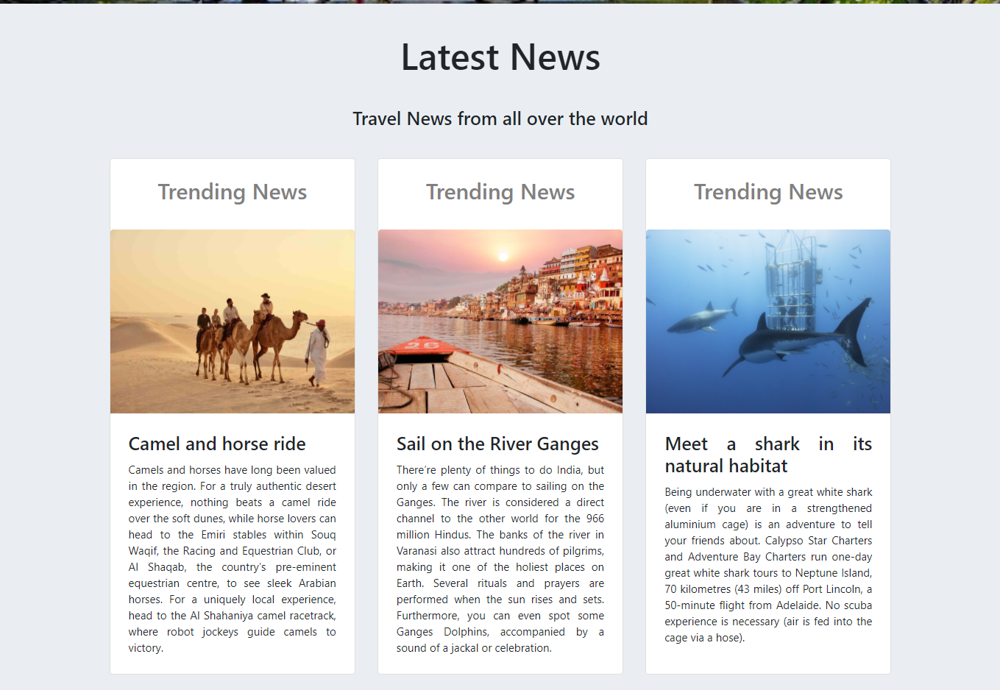 Latest News
Travel News from all over the world
Trending News
Camel and horse ride
Camels and horses have long been valued
in the region. For a truly authentic desert
experience, nothing beats a camel ride
over the soft dunes, while horse lovers can
head to the Emiri stables within Souq
Waqif, the Racing and Equestrian Club, or
Al Shaqab, the country's pre-eminent
equestrian centre, to see sleek Arabian
horses. For a uniquely local experience,
head to the Al Shahaniya camel racetrack,
where robot jockeys guide camels to
victory.
Trending News
26
Sail on the River Ganges
There're plenty of things to do India, but
only a few can compare to sailing on the
Ganges. The river is considered a direct
channel to the other world for the 966
million Hindus. The banks of the river in
Varanasi also attract hundreds of pilgrims,
making it one of the holiest places on
Earth. Several rituals and prayers are
performed when the sun rises and sets.
Furthermore, you can even spot some
Ganges Dolphins, accompanied by a
sound of a jackal or celebration.
Trending News
Meet a shark in its
natural habitat
Being underwater with a great white shark
(even if you are in a strengthened
aluminium cage) is an adventure to tell
your friends about. Calypso Star Charters
and Adventure Bay Charters run one-day
great white shark tours to Neptune Island,
70 kilometres (43 miles) off Port Lincoln, a
50-minute flight from Adelaide. No scuba
experience is necessary (air is fed into the
cage via a hose).